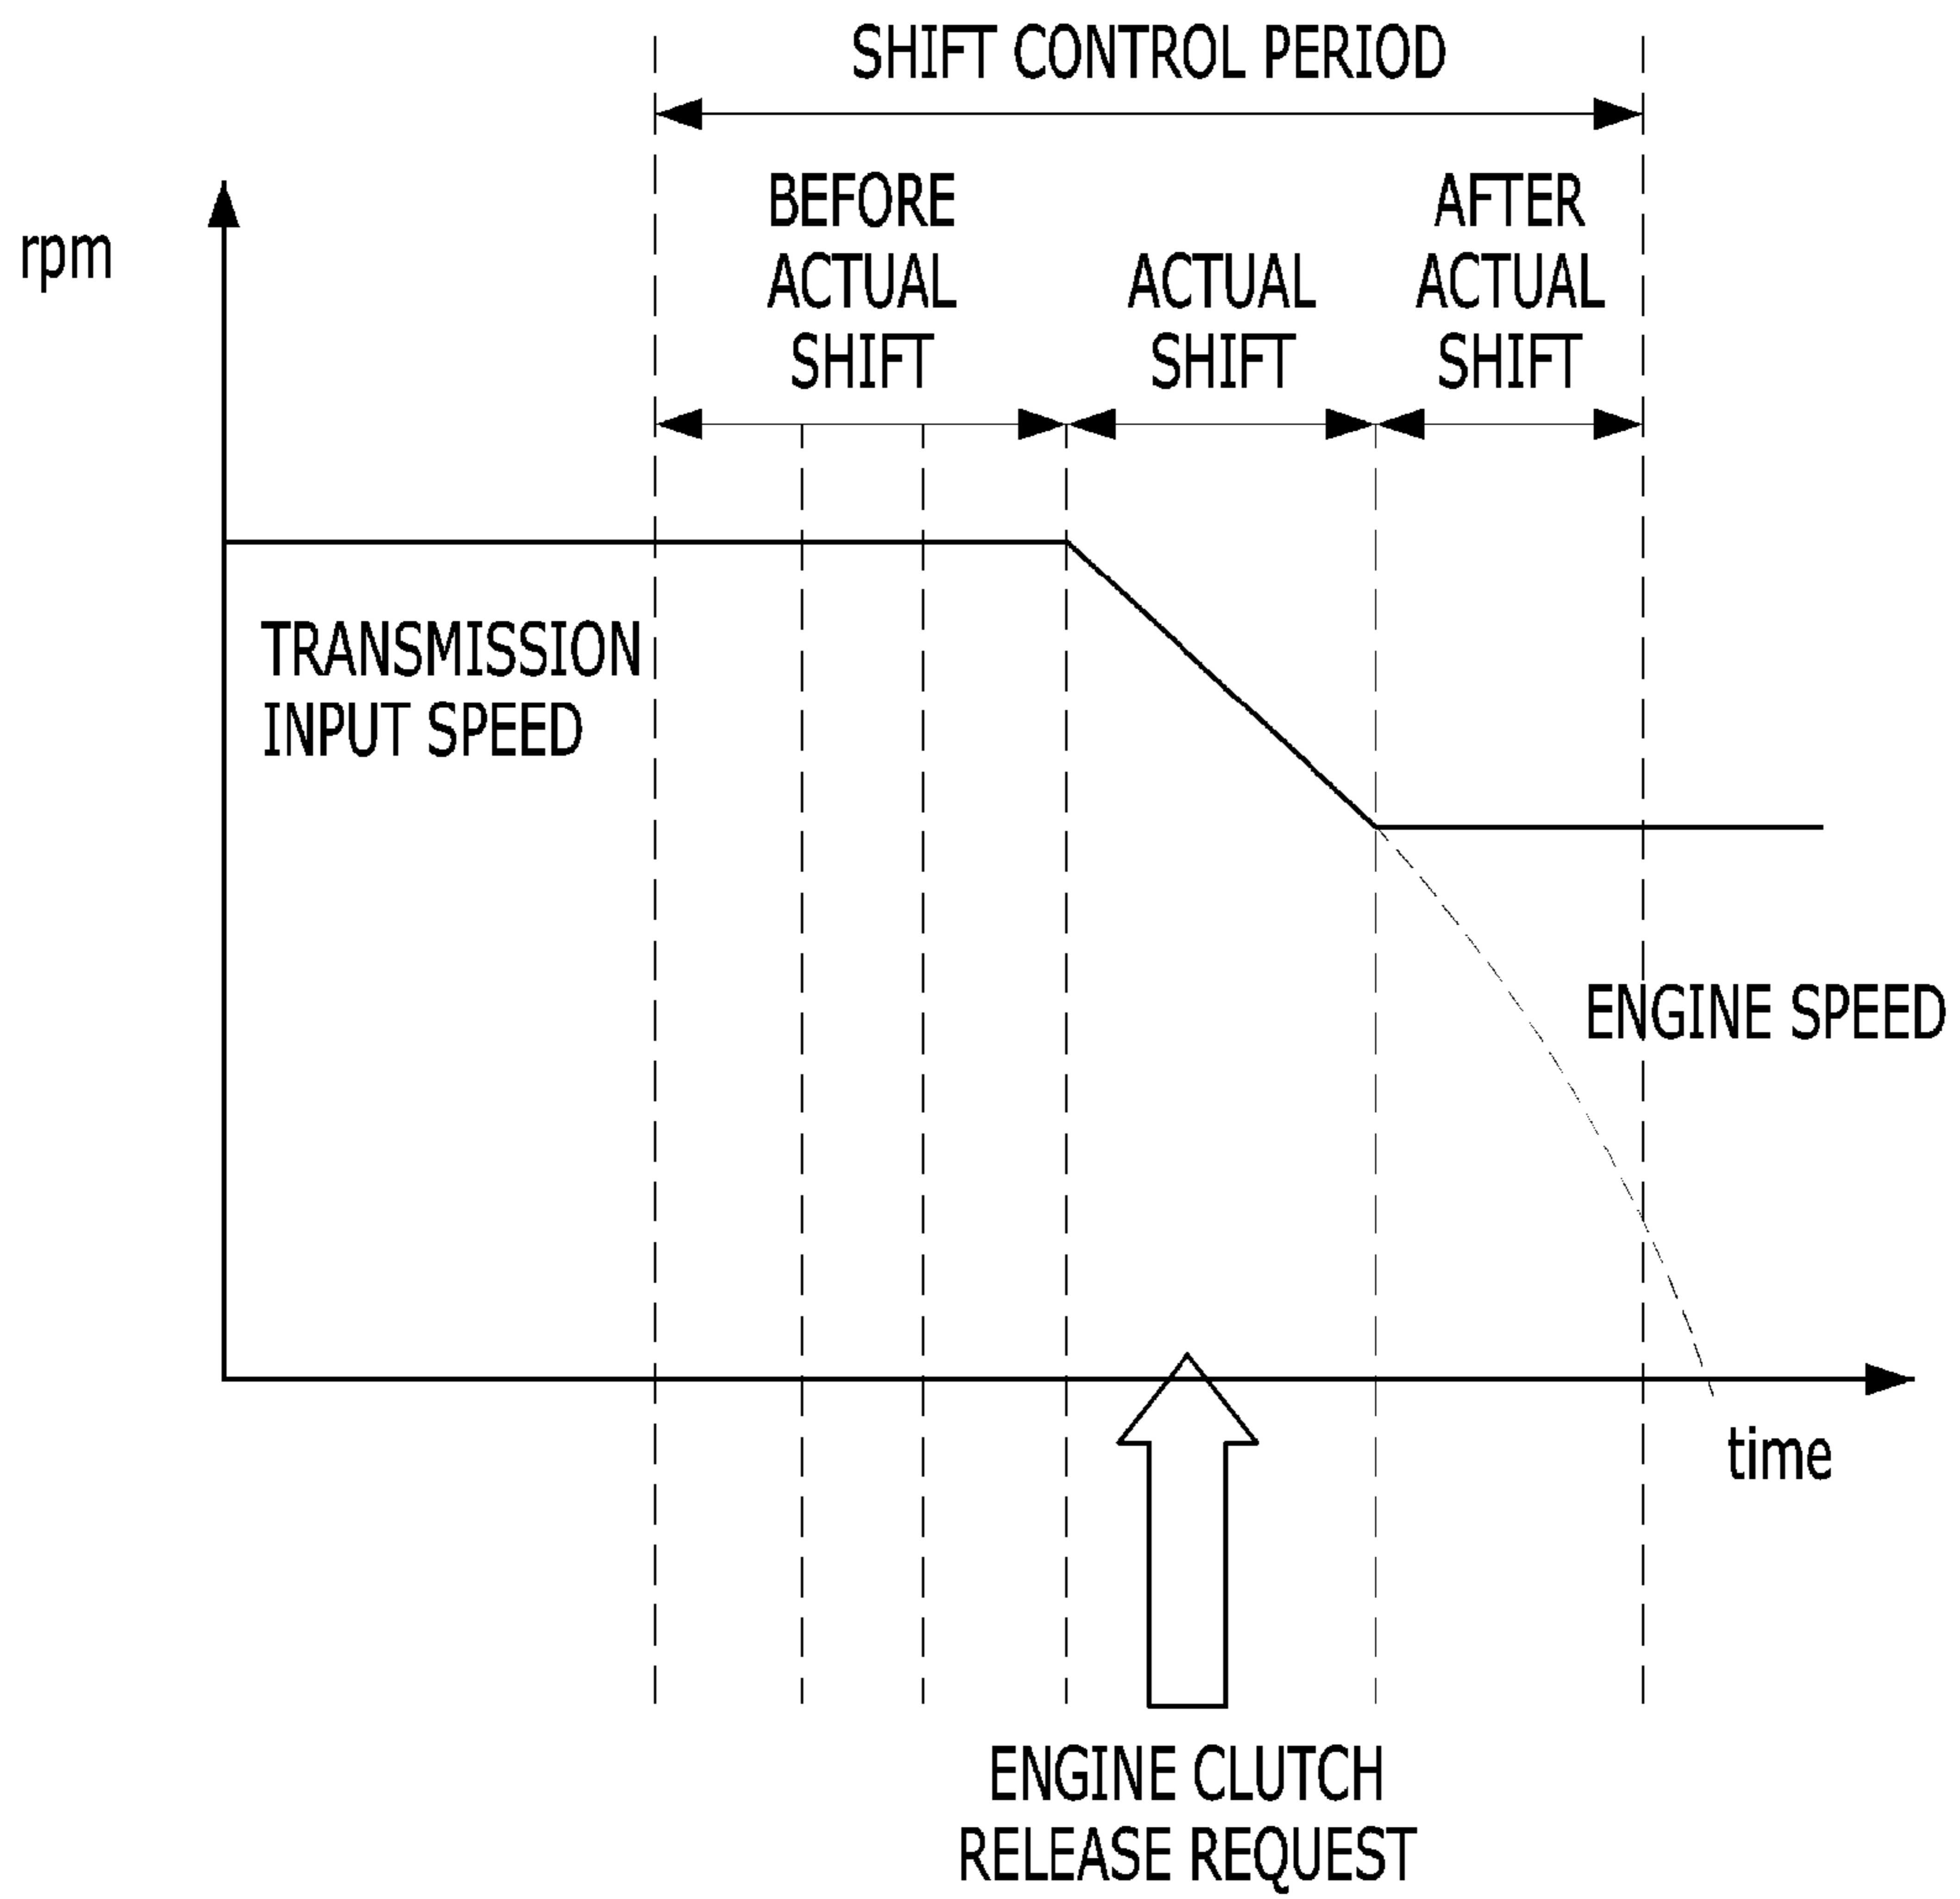 SHIFT CONTROL PERIOD
rpm
BEFORE
ACTUAL
SHIFT
ACTUAL
SHIFT
AFTER
ACTUAL
SHIFT
TRANSMISSION
INPUT SPEED
ENGINE SPEED
time
ENGINE CLUTCH
RELEASE REQUEST